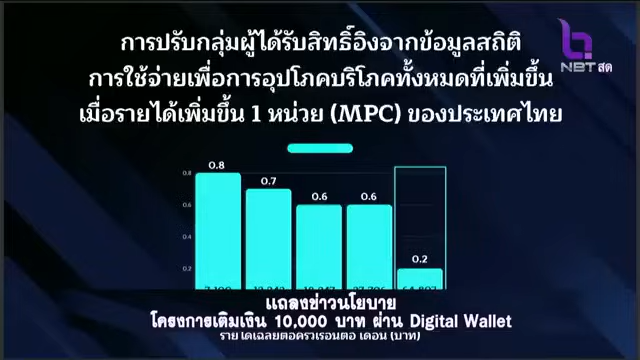 การปรับกลุ่มผู้ได้รับสิทธิ์อิงจากข้อมูลสถิติ
การใช้จ่ายเพื่อการอุปโภคบริโภคทั้งหมดที่เพิ่มขึ้น
เมื่อรายได้เพิ่มขึ้น 1 หน่วย (MPC) ของประเทศไทย
NBT สด
0.8
0.7
0.6
0.6
0.2
0.8
0.6
0.4
0.2
แถลงข่าวนโยบาย
โครงการเติมเงิน 10,000 บาท ผ่าน Digital Wallet
(บาท)